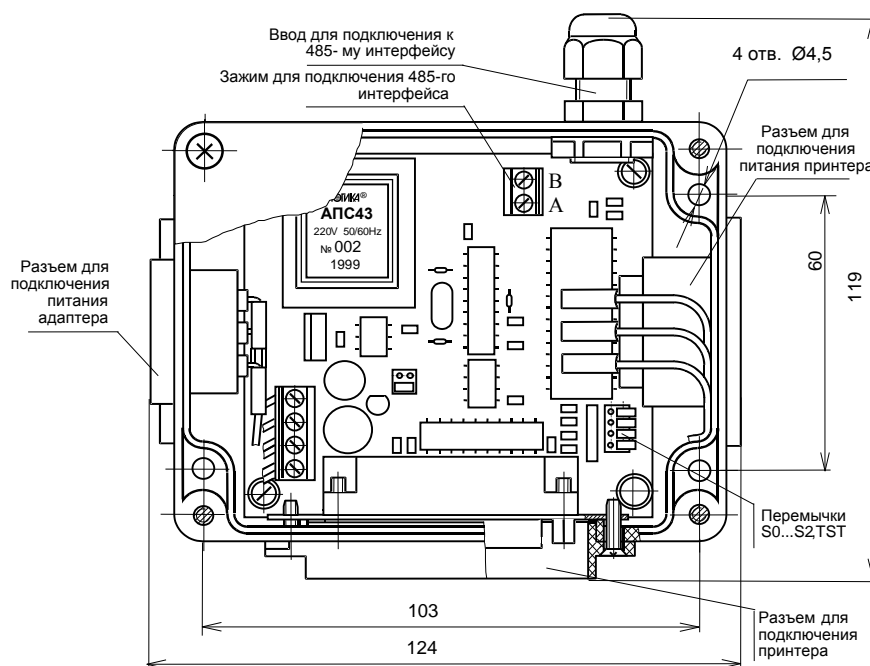 Ввод для подключения к
485- му интерфейсу
Зажим для подключения 485-го
интерфейса
4 отв. Ø4,5
Разъем для
подключения
питания принтера
B
A
АПС43
220V 50/60Hz
№ 002
1999
Разъем для
подключения
питания
адаптера
60
119
Перемычки
S0...S2,TST
103
124
Разъем для
подключения
принтера